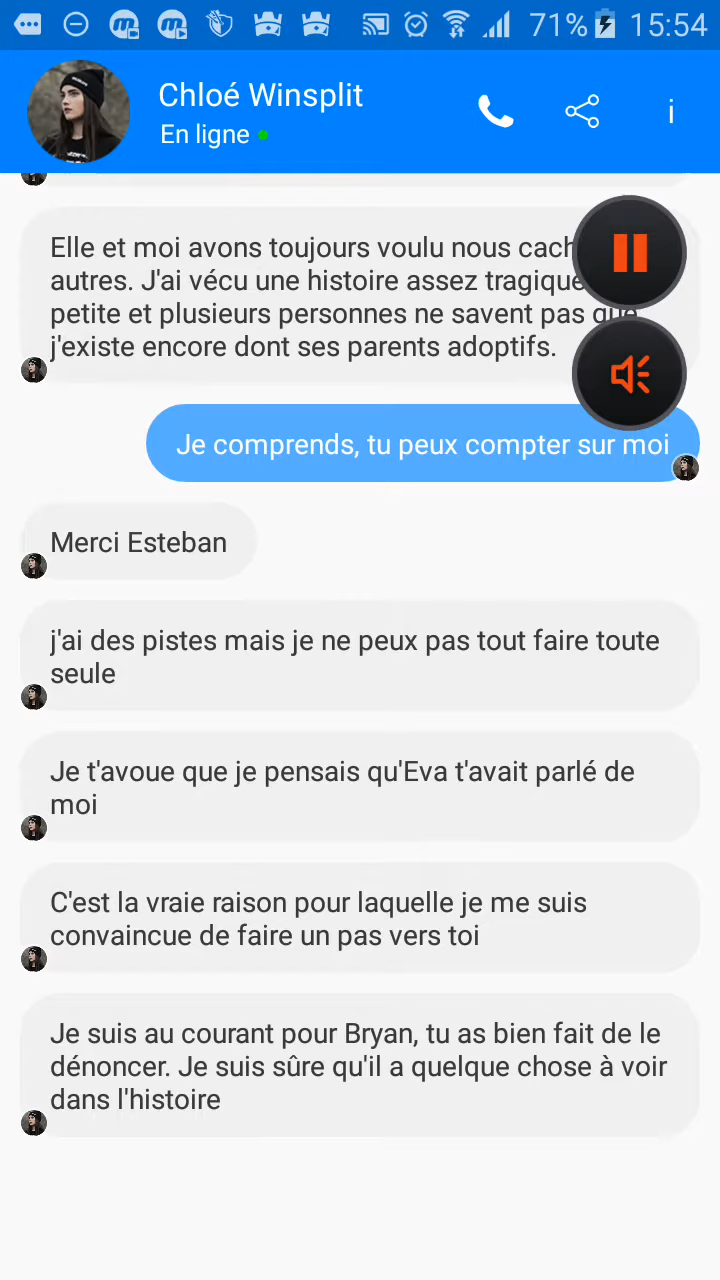 71% 15:54
Chloé Winsplit
En ligne
Elle et moi avons toujours voulu nous
autres. J'ai vécu une histoire assez tragique
petite et plusieurs personnes ne savent pas que
j'existe encore dont ses parents adoptifs.
Je comprends, tu peux compter sur moi
Merci Esteban
j'ai des pistes mais je ne peux pas tout faire toute
seule
Je t'avoue que je pensais qu'Eva t'avait parlé de
moi
C'est la vraie raison pour laquelle je me suis
convaincue de faire un pas vers toi
Je suis au courant pour Bryan, tu as bien fait de le
dénoncer. Je suis sûre qu'il a quelque chose à voir
dans l'histoire